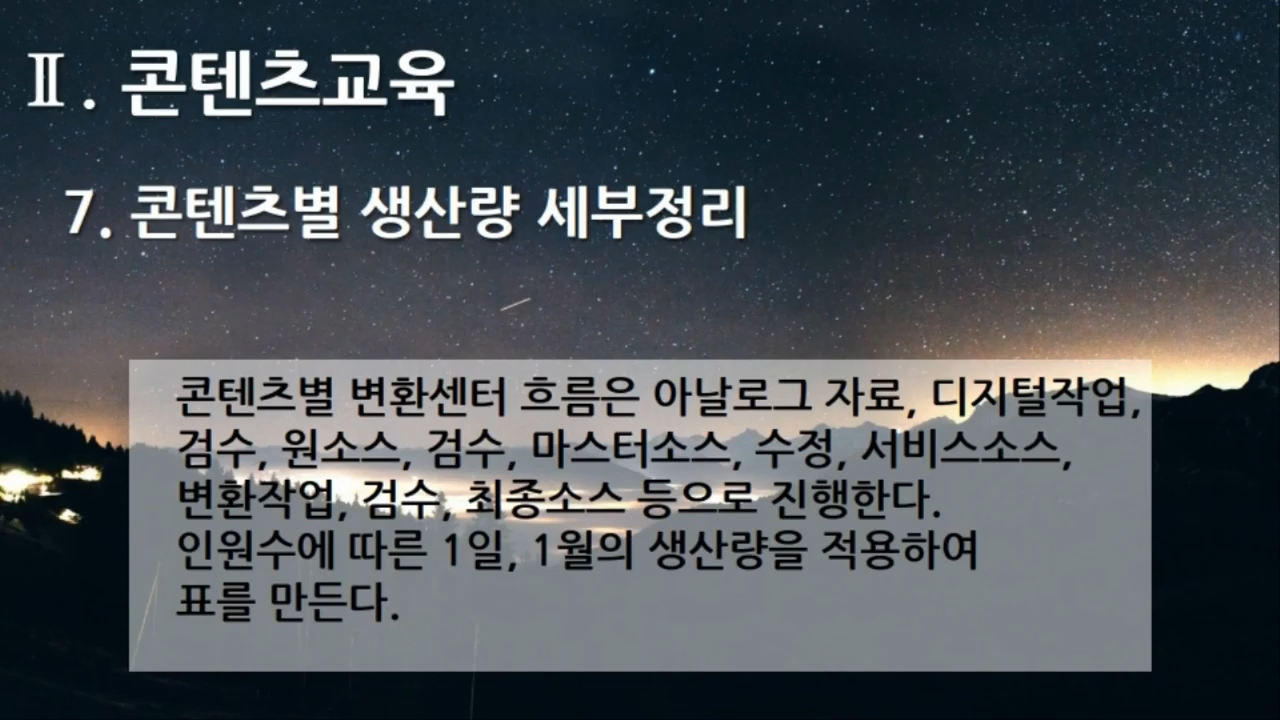 Ⅱ. 콘텐츠교육
7. 콘텐츠별 생산량 세부정리
콘텐츠별 변환센터 흐름은 아날로그 자료, 디지털작업,
검수, 원소스, 검수, 마스터소스, 수정, 서비스소스,
변환작업, 검수, 최종소스 등으로 진행한다.
인원수에 따른 1일, 1월의 생산량을 적용하여
표를 만든다.